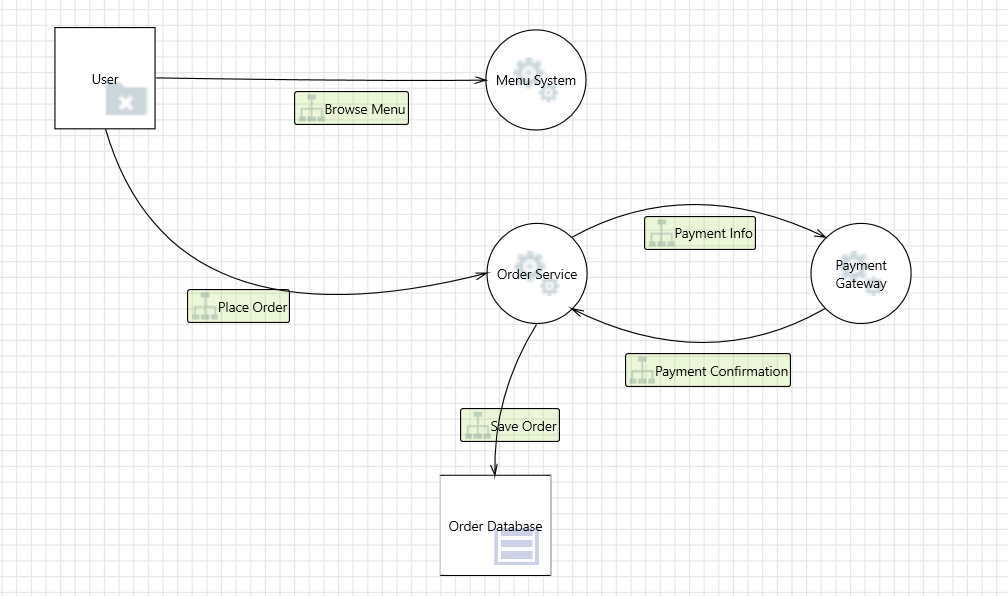 User
Menu System
Browse Menu
Payment Info
Order Service
Payment
Gateway
Place Order
Payment Confirmation
Save Order
Order Database